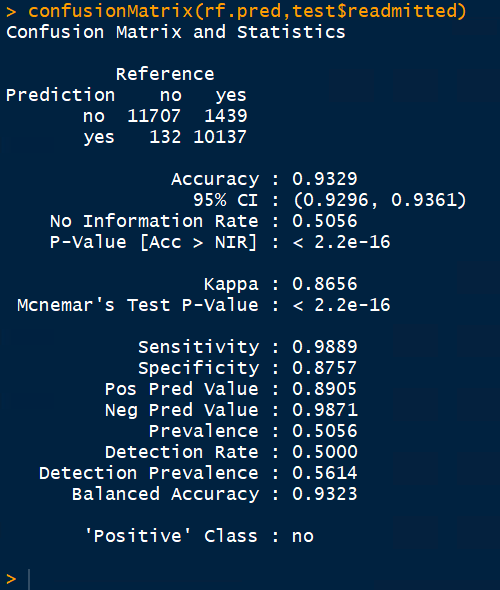 > confusionMatrix(rf.pred,test$readmitted)
Confusion Matrix and Statistics
Reference
Prediction no yes
no 11707 1439
yes 132 10137
Accuracy : 0.9329
95% CI : (0.9296, 0.9361)
No Information Rate : 0.5056
P-Value [Acc > NIR] : < 2.2e-16
Kappa : 0.8656
Mcnemar's Test P-Value : < 2.2e-16
Sensitivity : 0.9889
Specificity : 0.8757
Pos Pred Value : 0.8905
Neg Pred Value : 0.9871
Prevalence : 0.5056
Detection Rate : 0.5000
Detection Prevalence : 0.5614
Balanced Accuracy : 0.9323
'Positive' Class : no
>